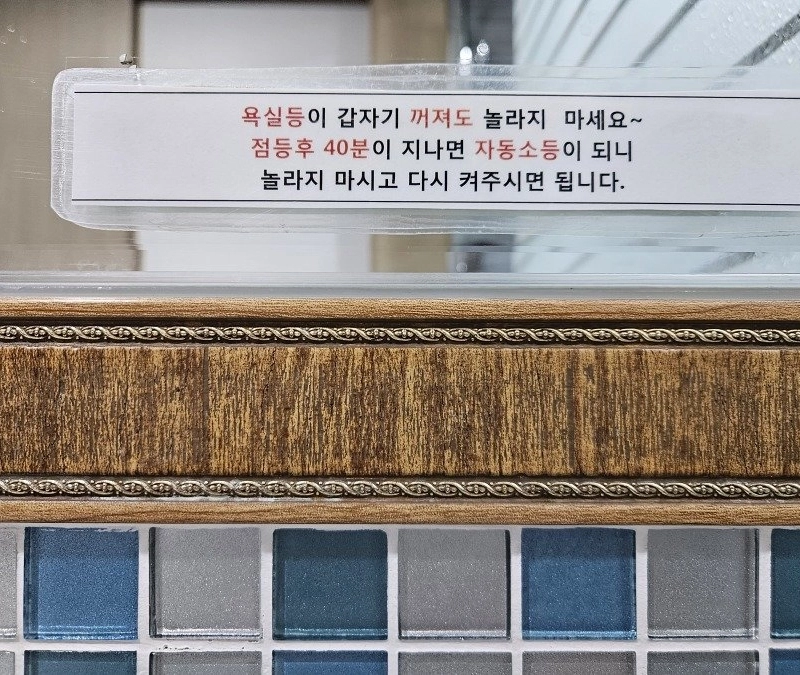 욕실등이 갑자기 꺼져도 놀라지 마세요~
점등후 40분이 지나면 자동소등이 되니
놀라지 마시고 다시 켜주시면 됩니다.